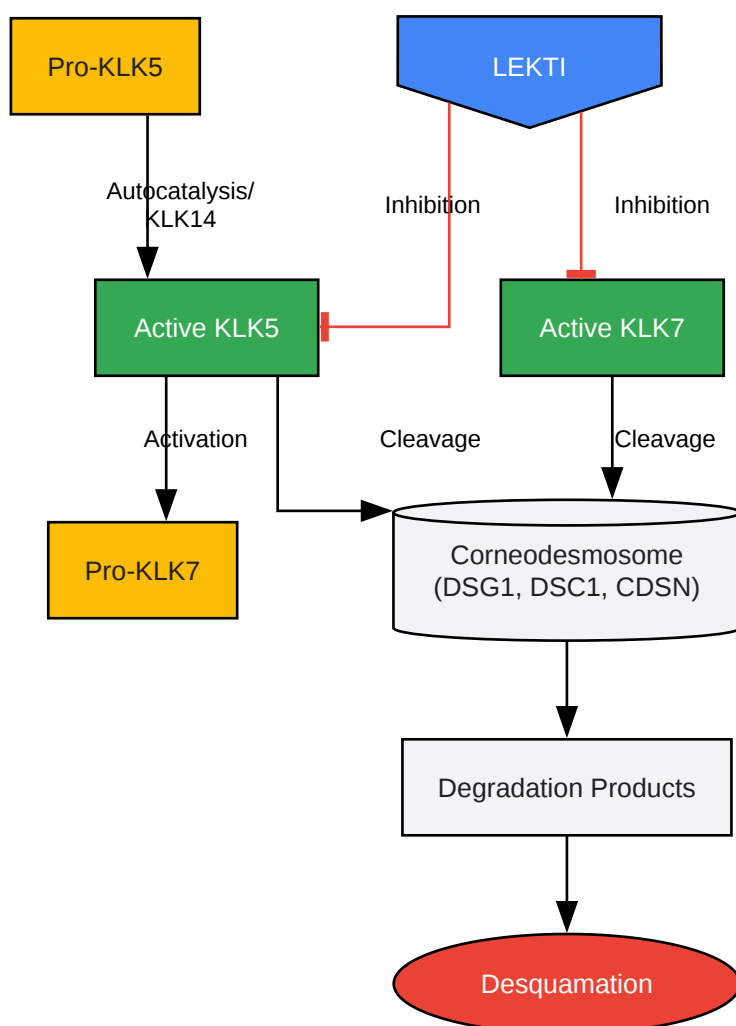 Pro-KLK5
LEKTI
Autocatalysis/
KLK14
Inhibition
Inhibition
Active KLK5
Active KLK7
Activation
Cleavage
Cleavage
Pro-KLK7
Corneodesmosome
(DSG1, DSC1, CDSN)
Degradation Products
Desquamation